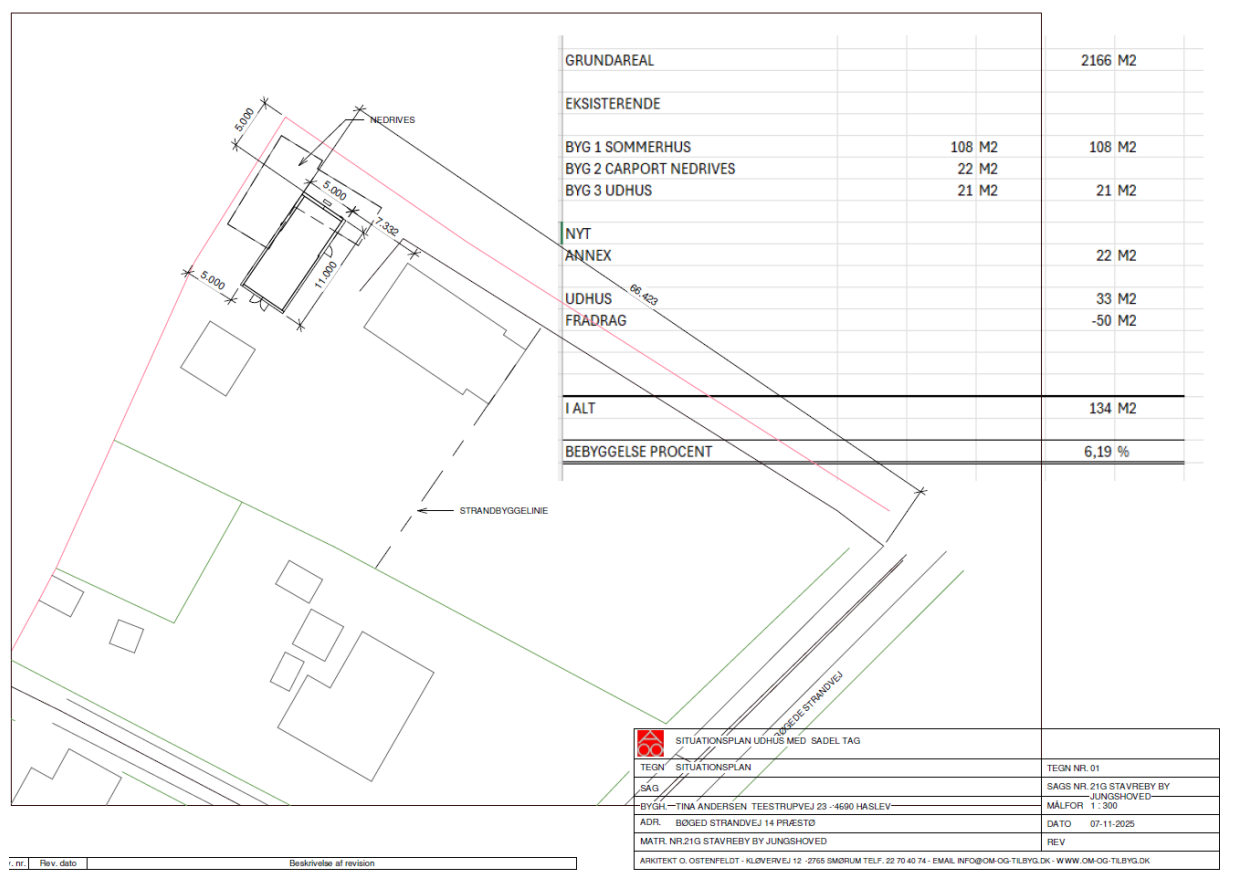 GRUNDAREAL 2166 M2
EKSISTERENDE
BYG 1 SOMMERHUS 108 M2 108 M2
BYG 2 CARPORT NEDRIVES 22 M2
BYG 3 UDHUS 21 M2 21 M2
NYT
ANNEX 22 M2
UDHUS 33 M2
FRADRAG -50 M2
I ALT 134 M2
BEBYGGELSE PROCENT 6,19 %
5.000
NEDRIVES
5.000
7.332
5.000
11.000
66.423
STRANDBYGGELINIE
BØGEDE STRANDVEJ
SITUATIONSPLAN UDHUS MED SADEL TAG
TEGN SITUATIONSPLAN TEGN NR. 01
SAG SAGS NR. 21G STAVREBY BY
JUNGSHOVED
BYGH. TINA ANDERSEN TEESTRUPVEJ 23 -4690 HASLEV MÅLFOR 1 : 300
ADR. BØGED STRANDVEJ 14 PRÆSTØ DATO 07-11-2025
MATR. NR.21G STAVREBY BY JUNGSHOVED REV
ARKITEKT O. OSTENFELDT - KLØVERVEJ 12 -2765 SMØRUM TELF. 22 70 40 74 - EMAIL INFO@OM-OG-TILBYG.DK - WWW.OM-OG-TILBYG.DK
. nr. Rev. dato Beskrivelse af revision